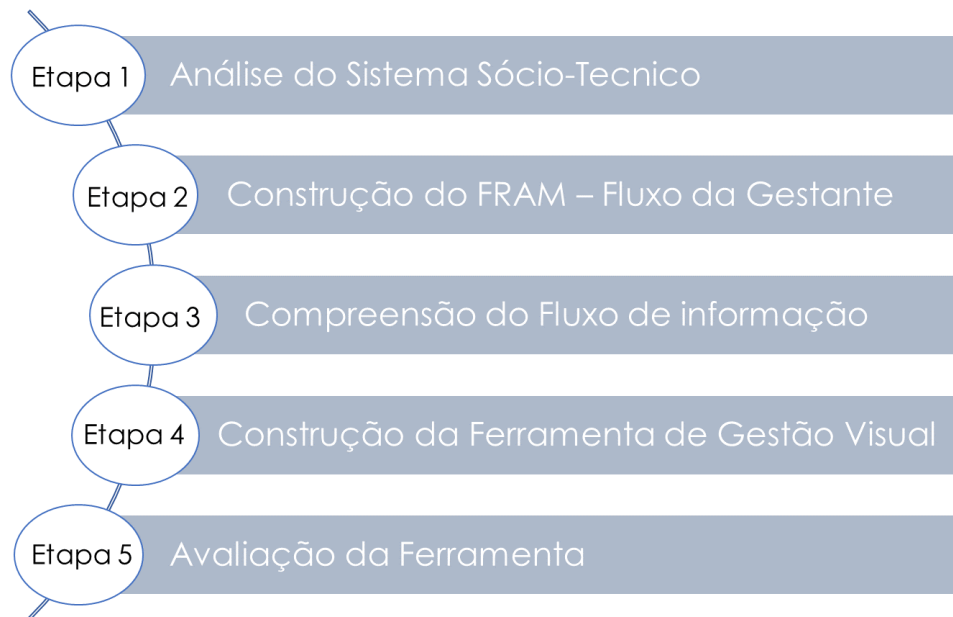 Etapa 1 Análise do Sistema Sócio-Tecnico
Etapa 2 Construção do FRAM – Fluxo da Gestante
Etapa 3 Compreensão do Fluxo de informação
Etapa 4 Construção da Ferramenta de Gestão Visual
Etapa 5 Avaliação da Ferramenta